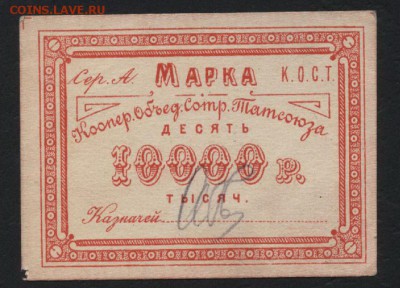 COINS.LAVE.RU
Сер. А. МАРКА К.О.С.Т.
Коопер. Объед. Сотр. Татсоюза
ДЕСЯТЬ
10000 Р.
ТЫСЯЧ.
Казначей